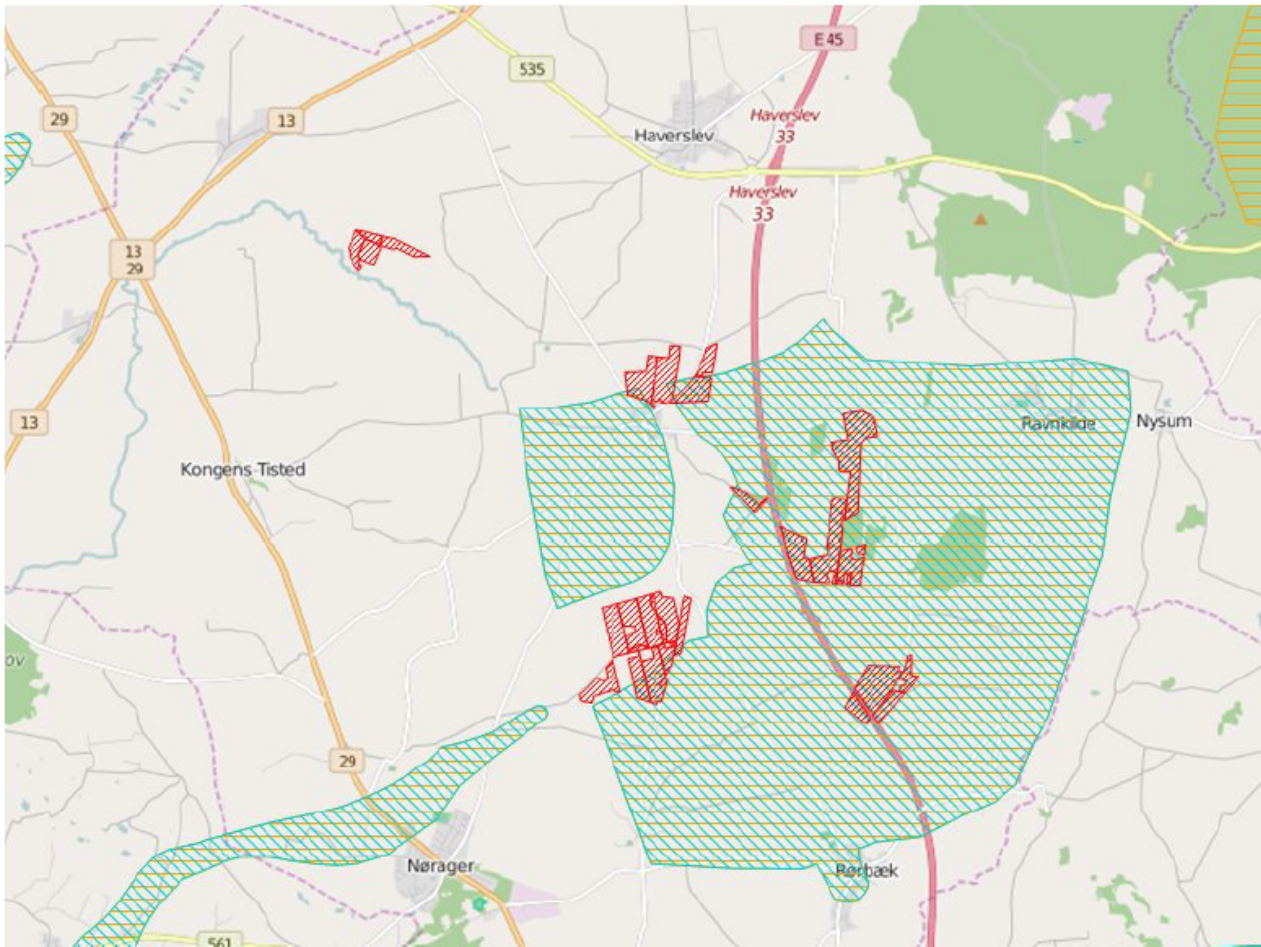 E 45
535
29
13
Haverslev
33
Haverslev
Haverslev
33
13
29
13
Ravnkilde
Nysum
Kongens Tisted
ov
29
Nørager
Rørbæk
561